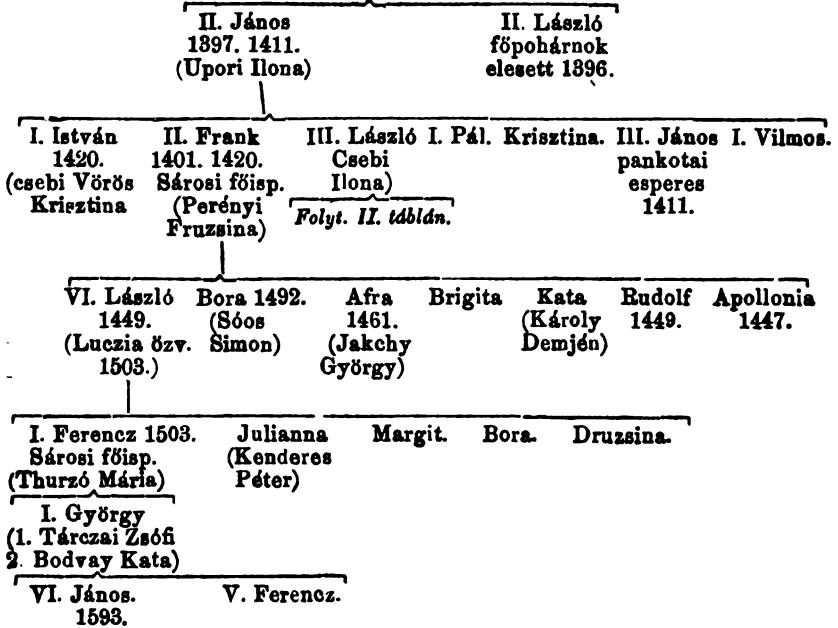 II. János
1397. 1411.
(Upori Ilona)
II. László
főpohárnok
elesett 1396.
I. István
1420.
(csebi Vörös
Krisztina
II. Frank
1401. 1420.
Sárosi főisp.
(Perényi
Fruzsina)
III. László
Csebi
Ilona)
Folyt. II. táblán.
I. Pál.
Krisztina.
III. János
pankotai
esperes
1411.
I. Vilmos.
VI. László
1449.
(Luczia özv.
1503.)
Bora 1492.
(Sóos
Simon)
Afra
1461.
(Jakchy
György)
Brigita
Kata
(Károly
Demjén)
Rudolf
1449.
Apollonia
1447.
I. Ferencz 1503.
Sárosi főisp.
(Thurzó Mária)
Julianna
(Kenderes
Péter)
Margit.
Bora.
Druzsina.
I. György
(1. Tárczai Zsófi
2. Bodvay Kata)
VI. János.
1593.
V. Ferencz.